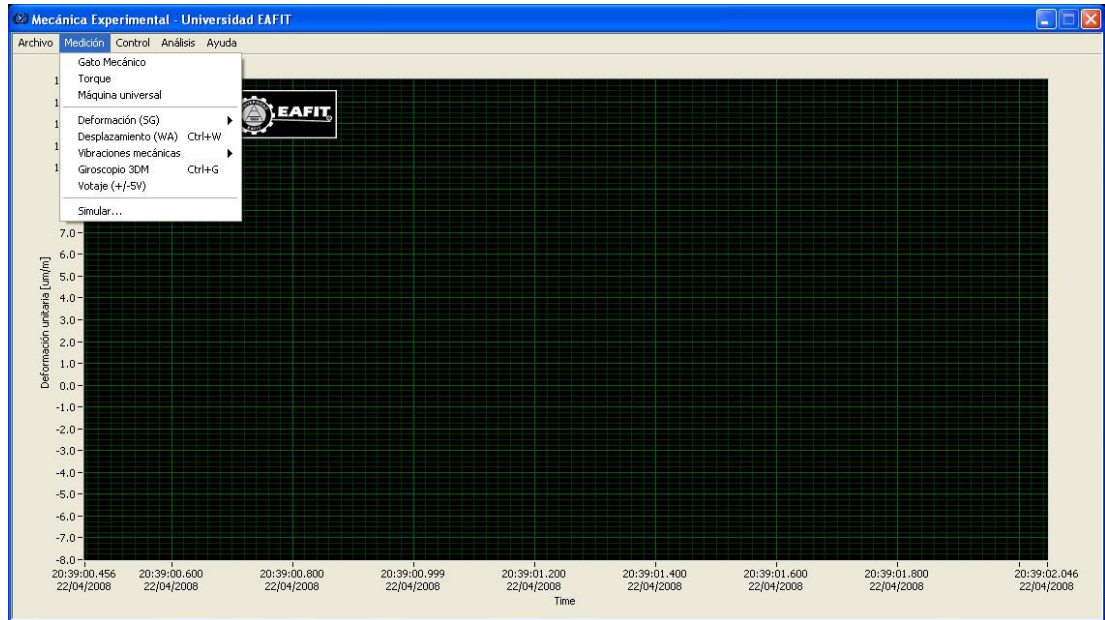 Mecánica Experimental - Universidad EAFIT
Archivo Medición Control Análisis Ayuda
Gato Mecánico
Torque
Máquina universal
Deformación (SG)
Desplazamiento (WA) Ctrl+W
Vibraciones mecánicas
Giroscopio 3DM Ctrl+G
Votaje (+/-5V)
Simular...
EAFIT
Deformación unitaria [um/m]
7.0
6.0
5.0
4.0
3.0
2.0
1.0
0.0
-1.0
-2.0
-3.0
-4.0
-5.0
-6.0
-7.0
-8.0
20:39:00.456 20:39:00.600 20:39:00.800 20:39:00.999 20:39:01.200 20:39:01.400 20:39:01.600 20:39:01.800 20:39:02.046
22/04/2008 22/04/2008 22/04/2008 22/04/2008 22/04/2008 22/04/2008 22/04/2008 22/04/2008 22/04/2008
Time